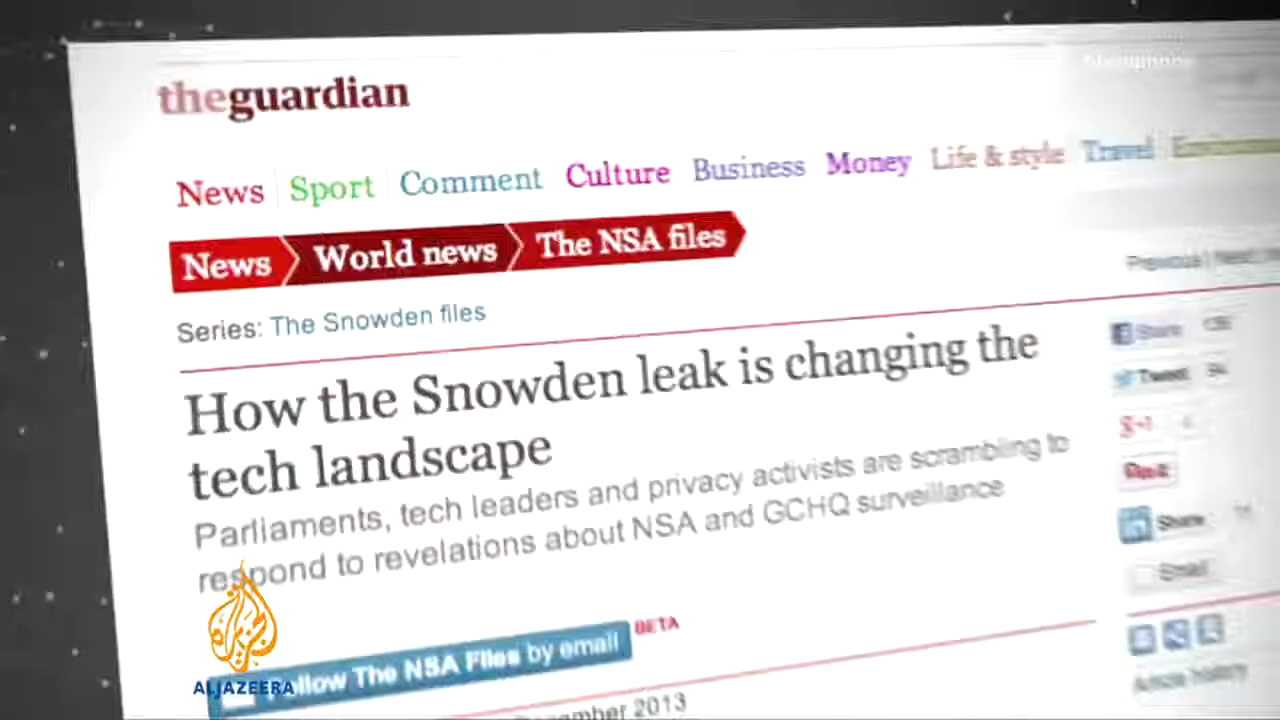 theguardian
News Sport Comment Culture Business Money Life & style Travel
News World news The NSA files
Series: The Snowden files
How the Snowden leak is changing the
tech landscape
Parliaments, tech leaders and privacy activists are scrambling to
respond to revelations about NSA and GCHQ surveillance
Share
Tweet
Share
Email
Follow The NSA Files by email BETA
2013
Article history
ALJAZEERA
الجزيرة